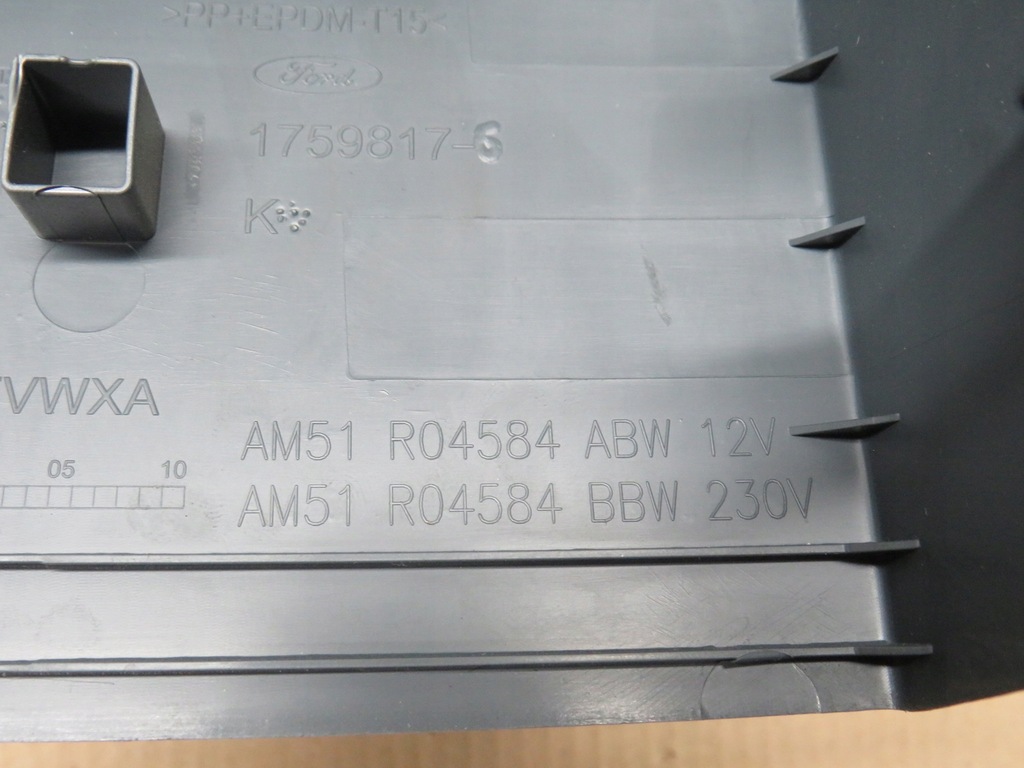 >PP+EPDM-T15<
Ford
1759817-6
K
VWXA
05 10
AM51 R04584 ABW 12V
AM51 R04584 BBW 230V